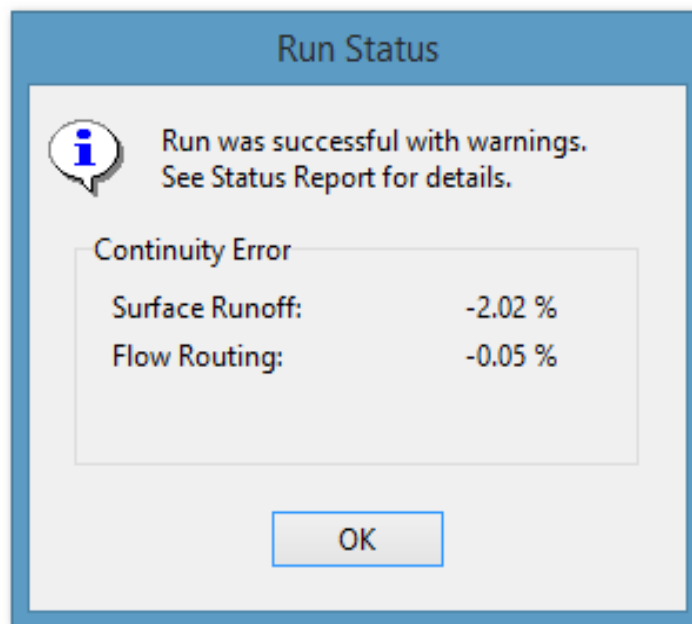 Run Status
Run was successful with warnings.
See Status Report for details.
Continuity Error
Surface Runoff: -2.02 %
Flow Routing: -0.05 %
OK